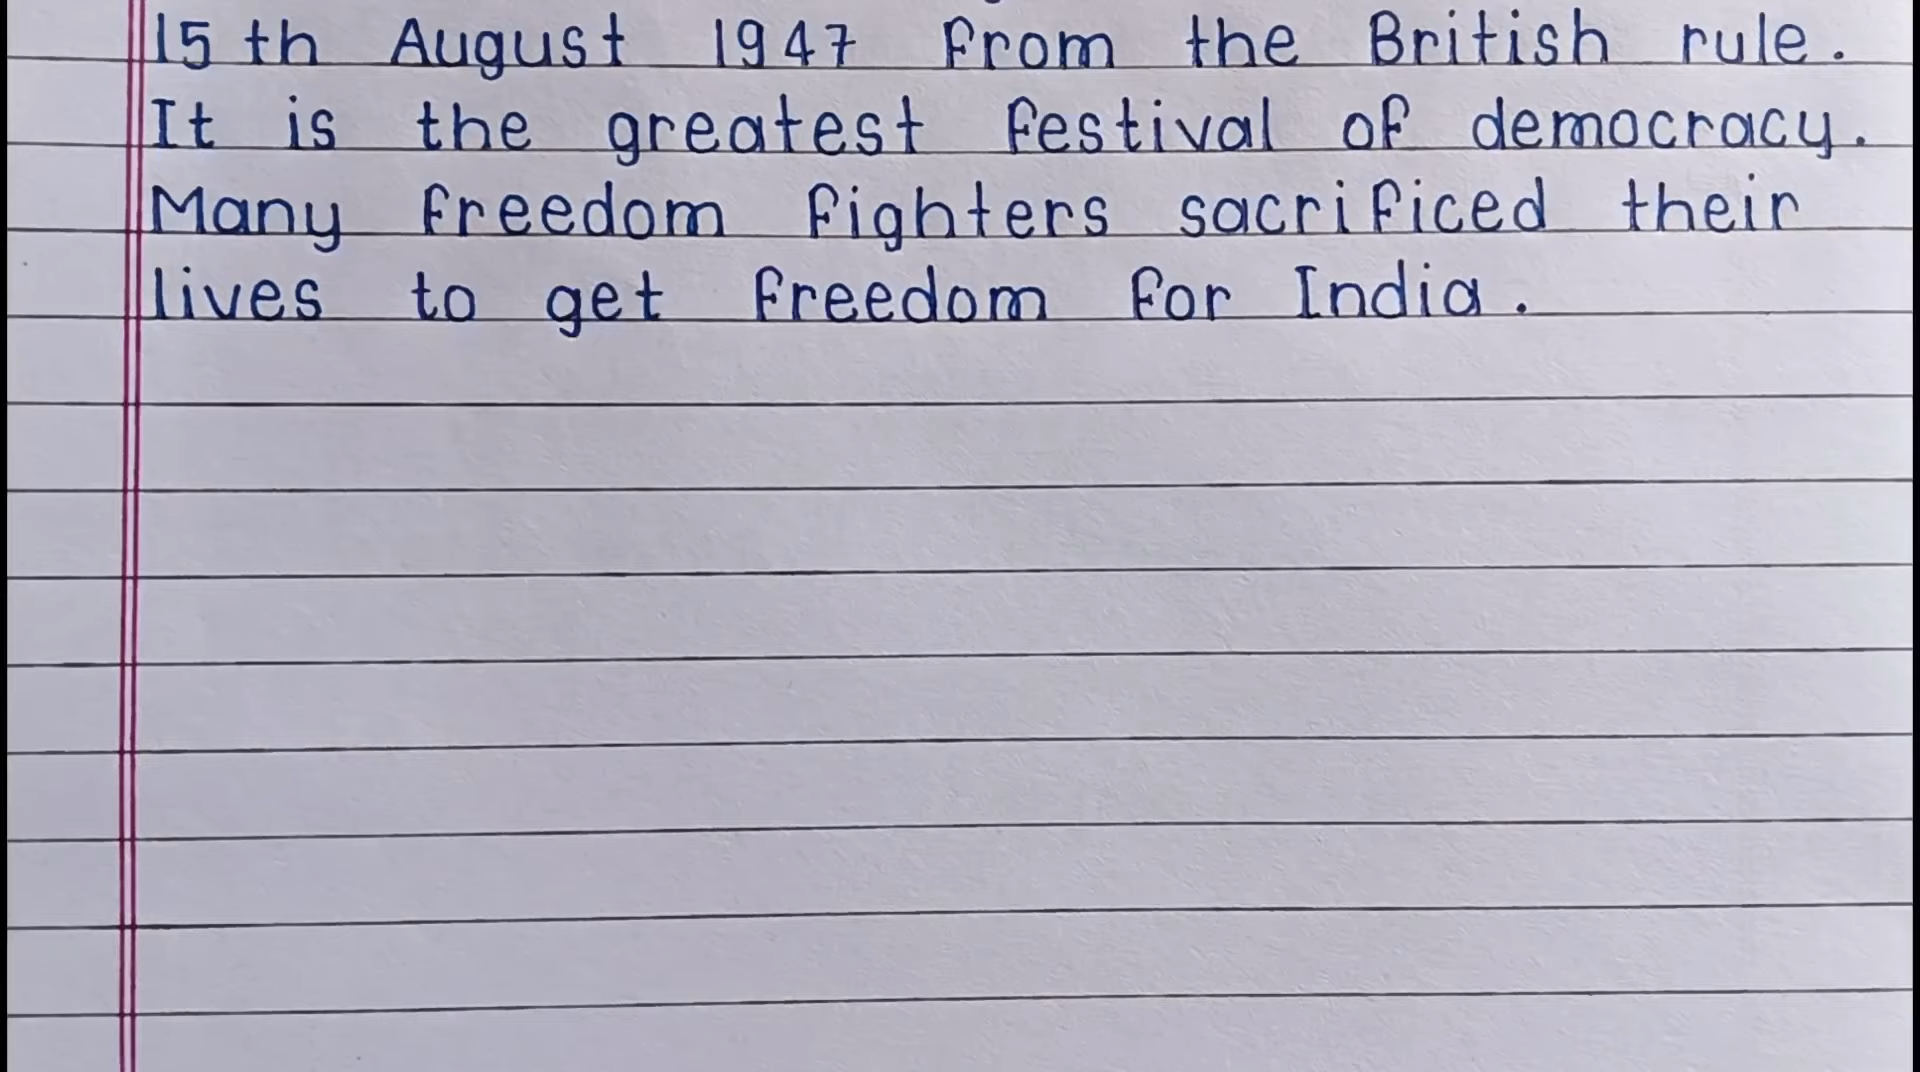 15 th August 1947 from the British rule.
It is the greatest festival of democracy.
Many freedom fighters sacrificed their
lives to get freedom for India.